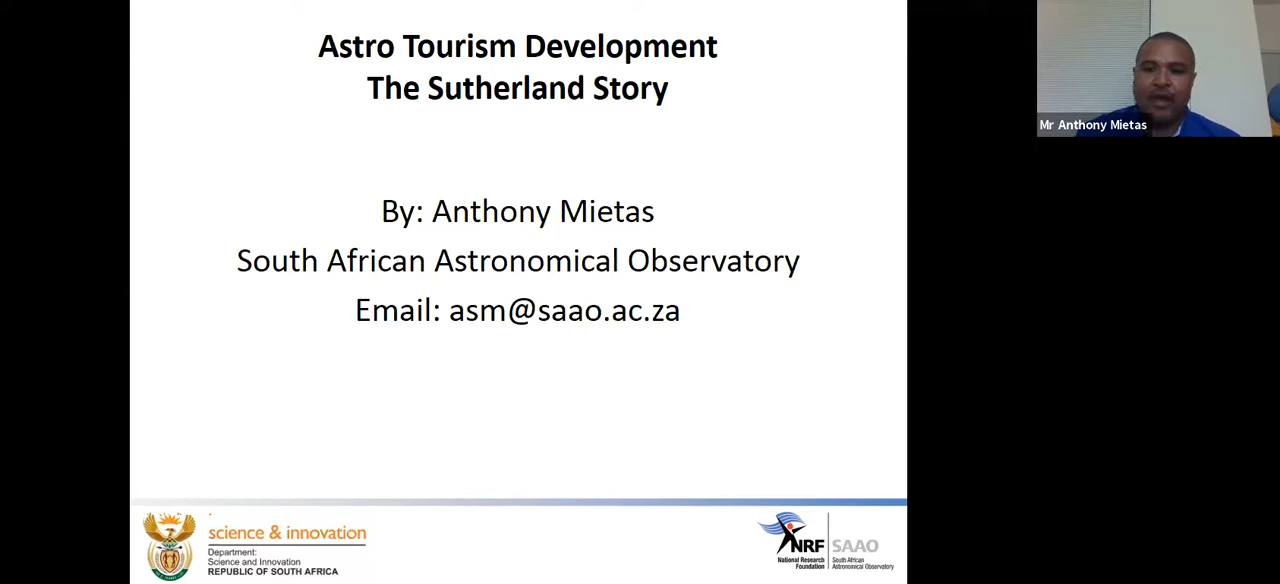 Astro Tourism Development
The Sutherland Story
By: Anthony Mietas
South African Astronomical Observatory
Email: asm@saao.ac.za
Mr Anthony Mietas
science & innovation
Department:
Science and Innovation
REPUBLIC OF SOUTH AFRICA
NRF
National Research
Foundation
SAAO
South African
Astronomical Observatory